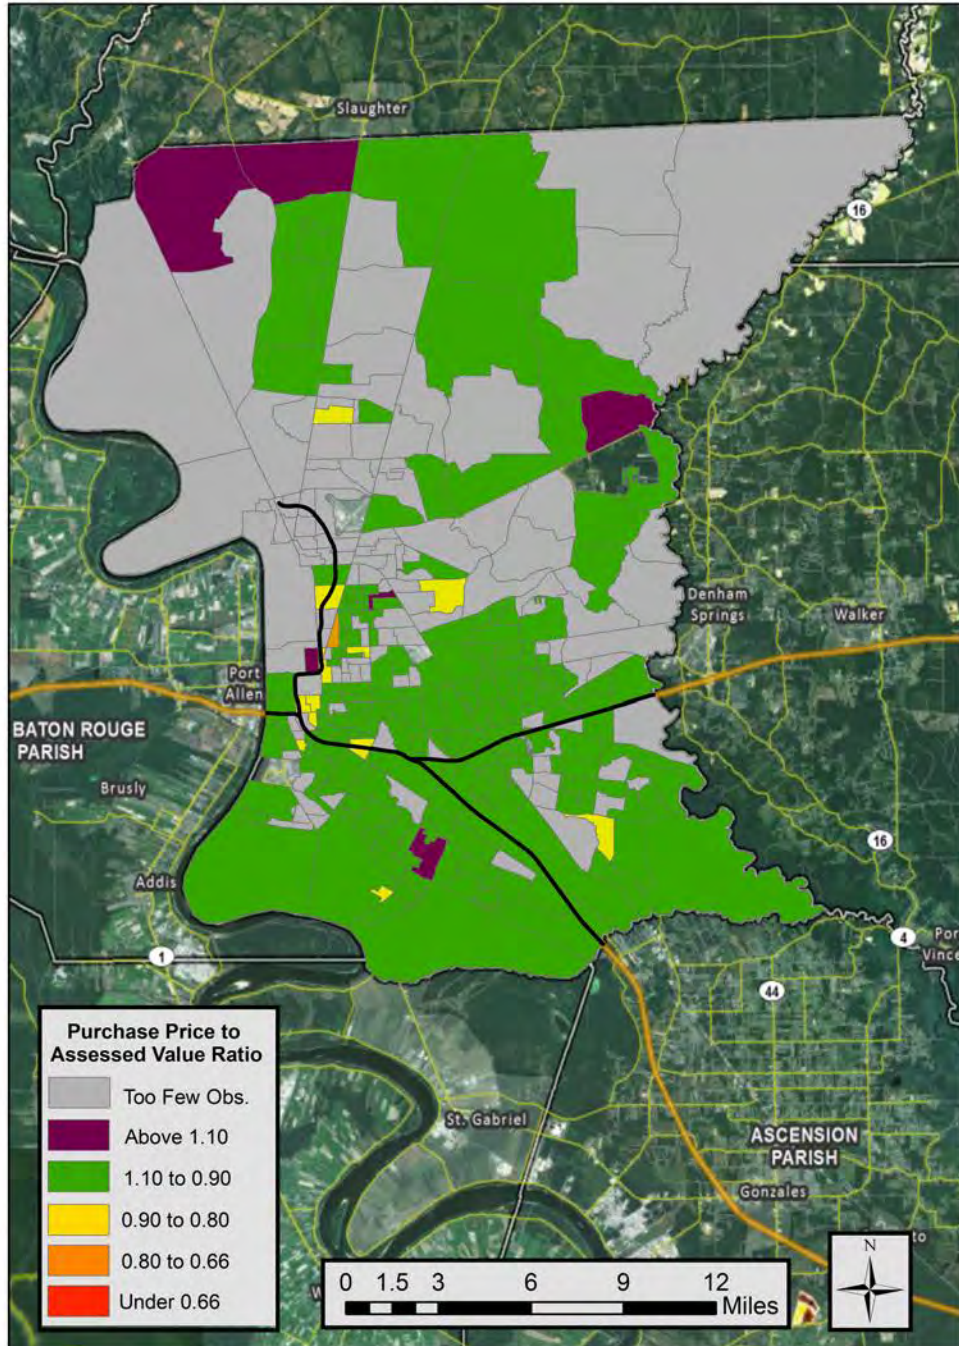 Slaughter
16
Denham
Springs
Walker
Port
Allen
BATON ROUGE
PARISH
Brusly
16
Addis
1
4
Por
Vince
44
St. Gabriel
ASCENSION
PARISH
Gonzales
to
W
Purchase Price to
Assessed Value Ratio
Too Few Obs.
Above 1.10
1.10 to 0.90
0.90 to 0.80
0.80 to 0.66
Under 0.66
0 1.5 3 6 9 12
Miles
N